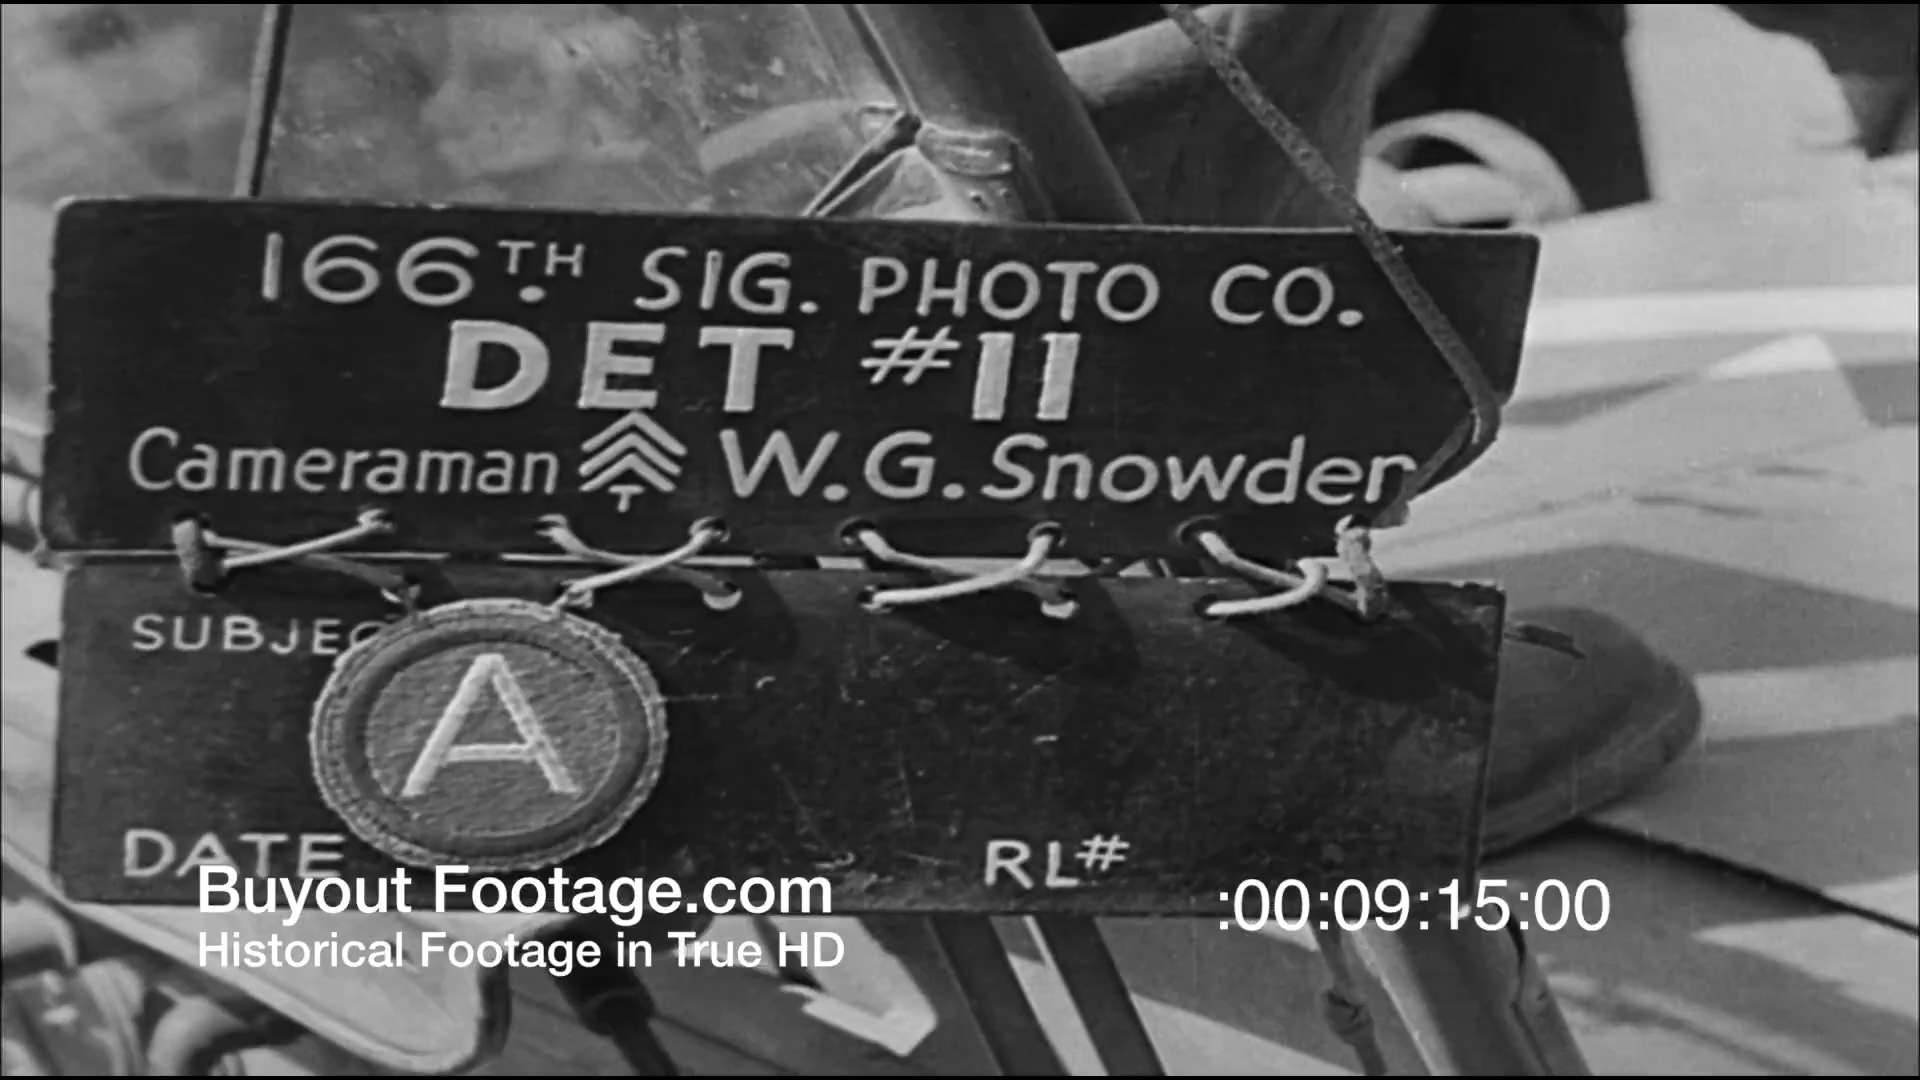 166TH SIG. PHOTO CO.
DET #11
Cameraman T W.G. Snowden
SUBJEC
A
DATE
RL#
Buyout Footage.com
Historical Footage in True HD
:00:09:15:00